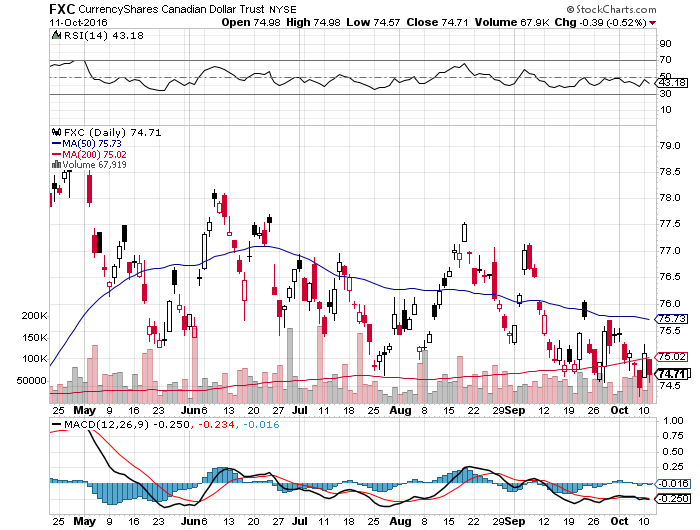 FXC CurrencyShares Canadian Dollar Trust NYSE © StockCharts.com
11-Oct-2016 Open 74.98 High 74.98 Low 74.57 Close 74.71 Volume 67.9K Chg -0.39 (-0.52%)
RSI(14) 43.18
90
70
50
43.18
30
10
FXC (Daily) 74.71
MA(50) 75.73
MA(200) 75.02
Volume 67,919
79.0
78.5
78.0
77.5
77.0
76.5
76.0
75.73
75.5
75.02
74.71
74.5
200K
150K
100K
50000
25 May 9 16 23 Jun 6 13 20 27 Jul 11 18 25 Aug 8 15 22 29 Sep 12 19 26 Oct 10
MACD(12,26,9) -0.250, -0.234, -0.016
1.00
0.75
0.50
0.25
-0.016
-0.250
-0.50
25 May 9 16 23 Jun 6 13 20 27 Jul 11 18 25 Aug 8 15 22 29 Sep 12 19 26 Oct 10